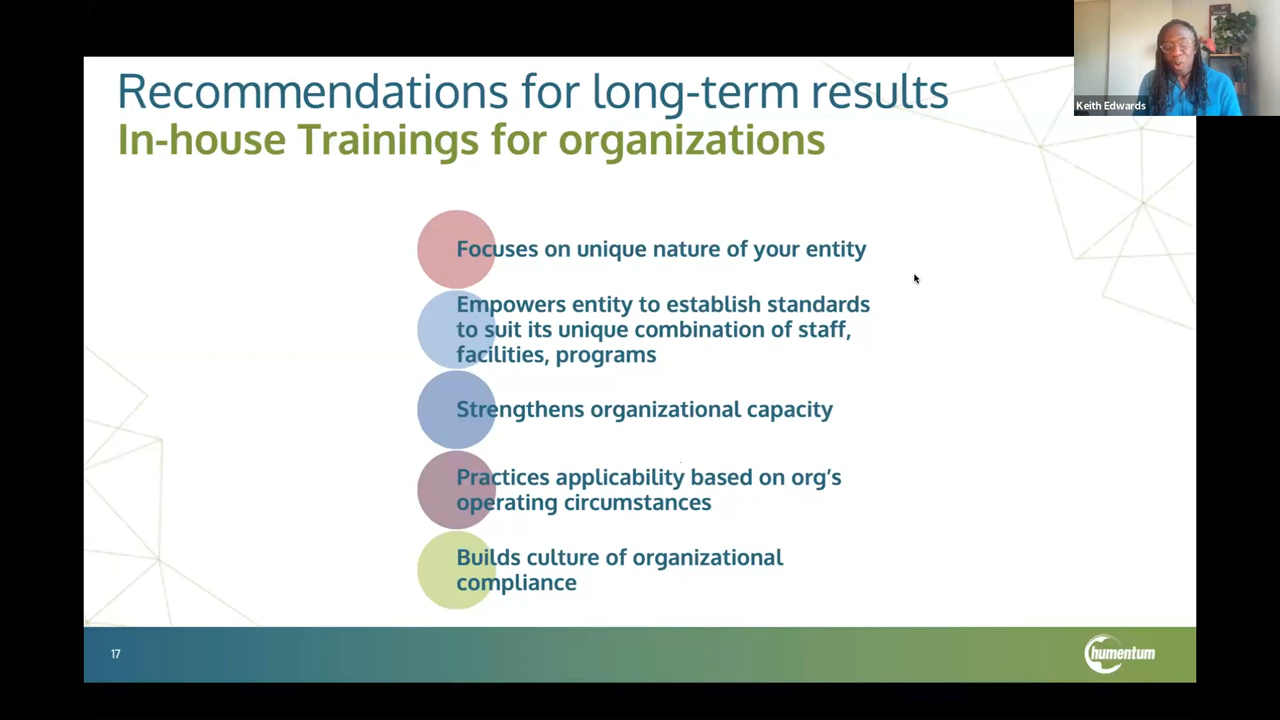 Recommendations for long-term results
In-house Trainings for organizations
Keith Edwards
Focuses on unique nature of your entity
Empowers entity to establish standards
to suit its unique combination of staff,
facilities, programs
Strengthens organizational capacity
Practices applicability based on org’s
operating circumstances
Builds culture of organizational
compliance
17
humentum